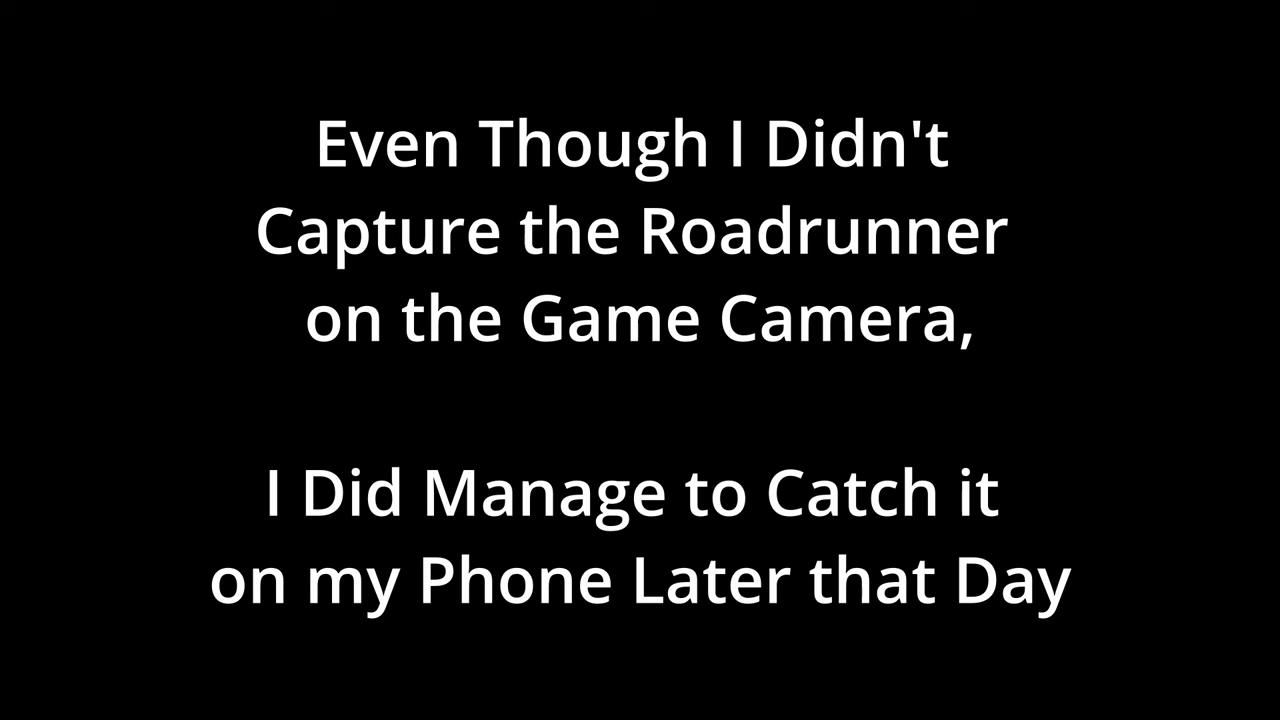 Even Though I Didn't
Capture the Roadrunner
on the Game Camera,
I Did Manage to Catch it
on my Phone Later that Day